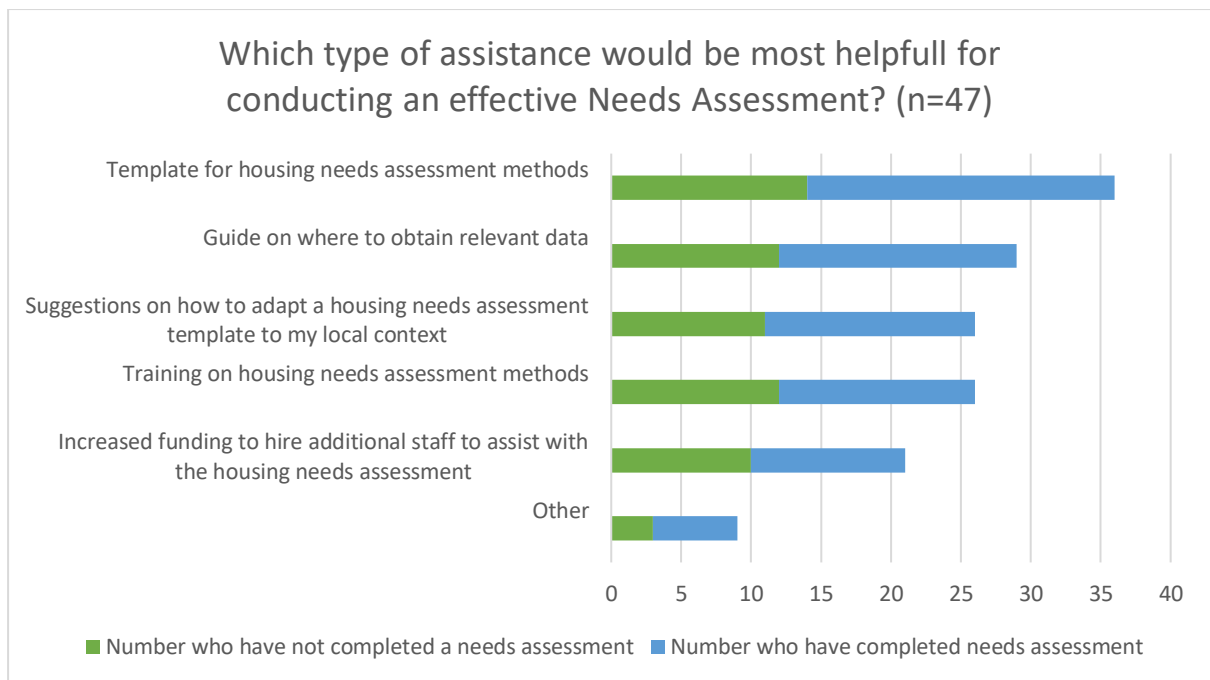 Which type of assistance would be most helpfull for
conducting an effective Needs Assessment? (n=47)
Template for housing needs assessment methods
Guide on where to obtain relevant data
Suggestions on how to adapt a housing needs assessment
template to my local context
Training on housing needs assessment methods
Increased funding to hire additional staff to assist with
the housing needs assessment
Other
0 5 10 15 20 25 30 35 40
Number who have not completed a needs assessment Number who have completed needs assessment